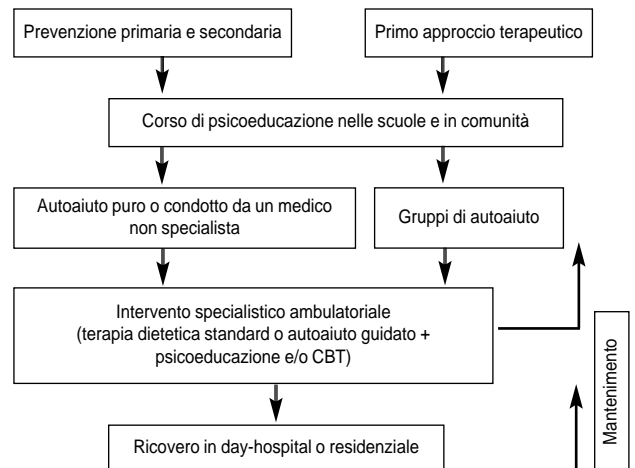 Prevenzione primaria e secondaria
Primo approccio terapeutico
Corso di psicoeducazione nelle scuole e in comunità
Autoaiuto puro o condotto da un medico
non specialista
Gruppi di autoaiuto
Intervento specialistico ambulatoriale
(terapia dietetica standard o autoaiuto guidato +
psicoeducazione e/o CBT)
Mantenimento
Ricovero in day-hospital o residenziale